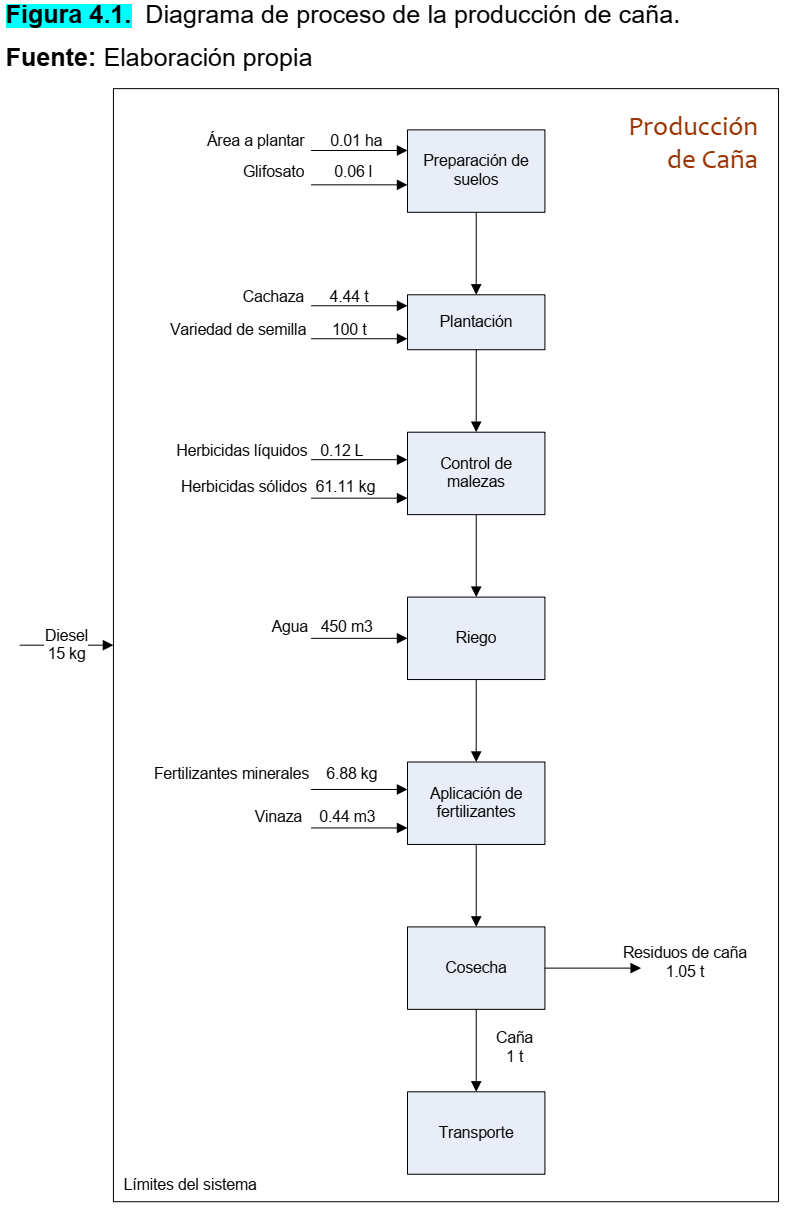 Figura 4.1. Diagrama de proceso de la producción de caña.
Fuente: Elaboración propia
Producción
de Caña
Área a plantar 0.01 ha
Glifosato 0.06 l
Preparación de
suelos
Cachaza 4.44 t
Variedad de semilla 100 t
Plantación
Herbicidas líquidos 0.12 L
Herbicidas sólidos 61.11 kg
Control de
malezas
Diesel
15 kg
Agua 450 m3
Riego
Fertilizantes minerales 6.88 kg
Vinaza 0.44 m3
Aplicación de
fertilizantes
Cosecha
Residuos de caña
1.05 t
Caña
1 t
Transporte
Límites del sistema